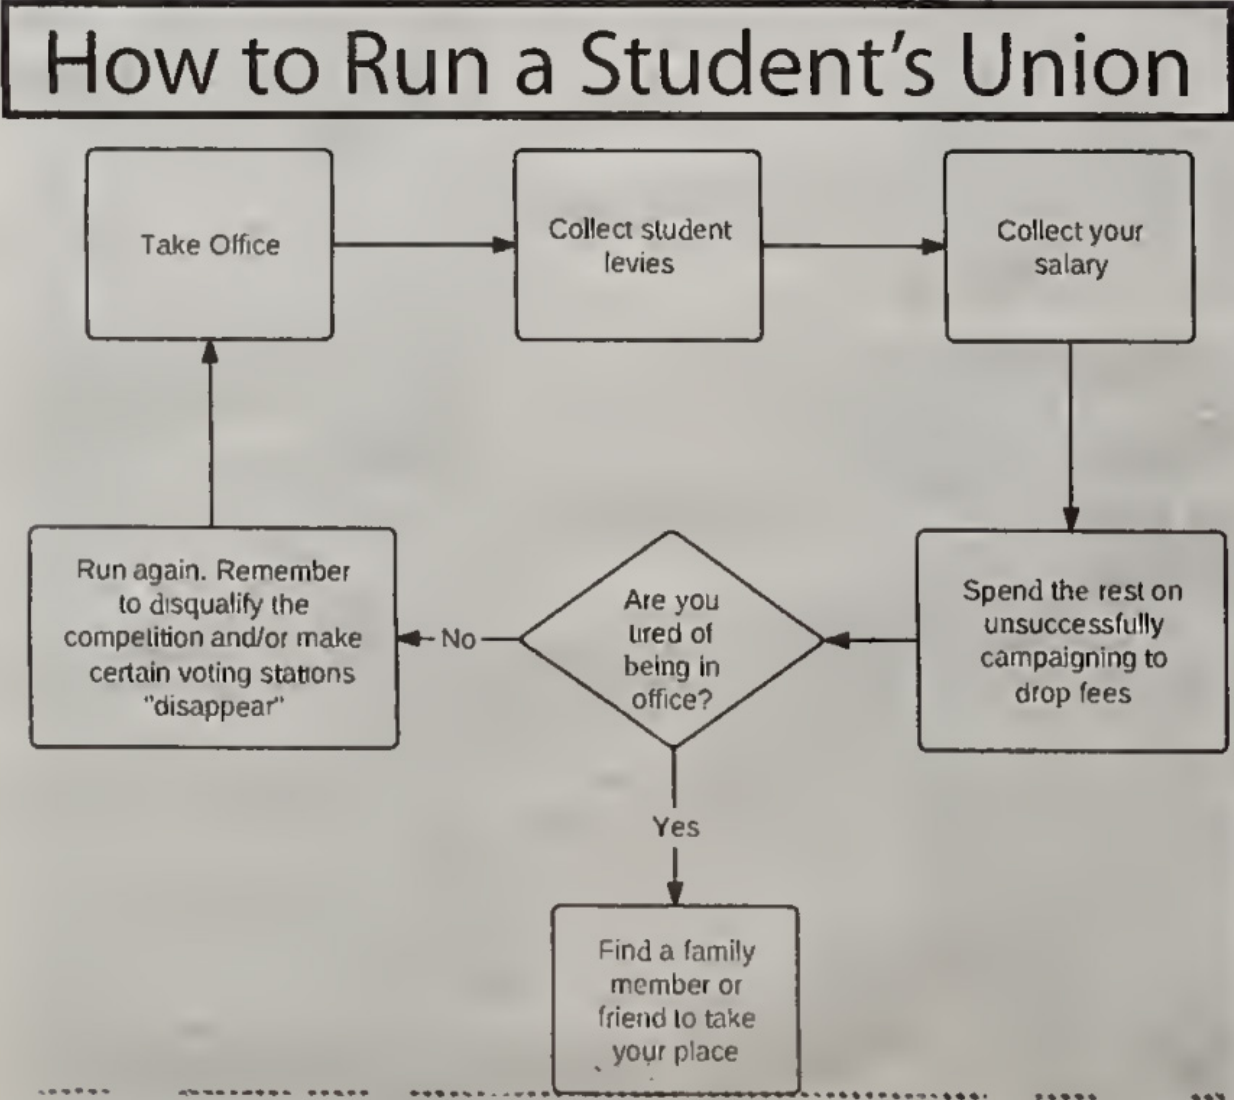 How to Run a Student's Union
Take Office
Collect student
levies
Collect your
salary
Spend the rest on
unsuccessfully
campaigning to
drop fees
Are you
tired of
being in
office?
No
Run again. Remember
to disqualify the
competition and/or make
certain voting stations
"disappear"
Yes
Find a family
member or
friend to take
your place